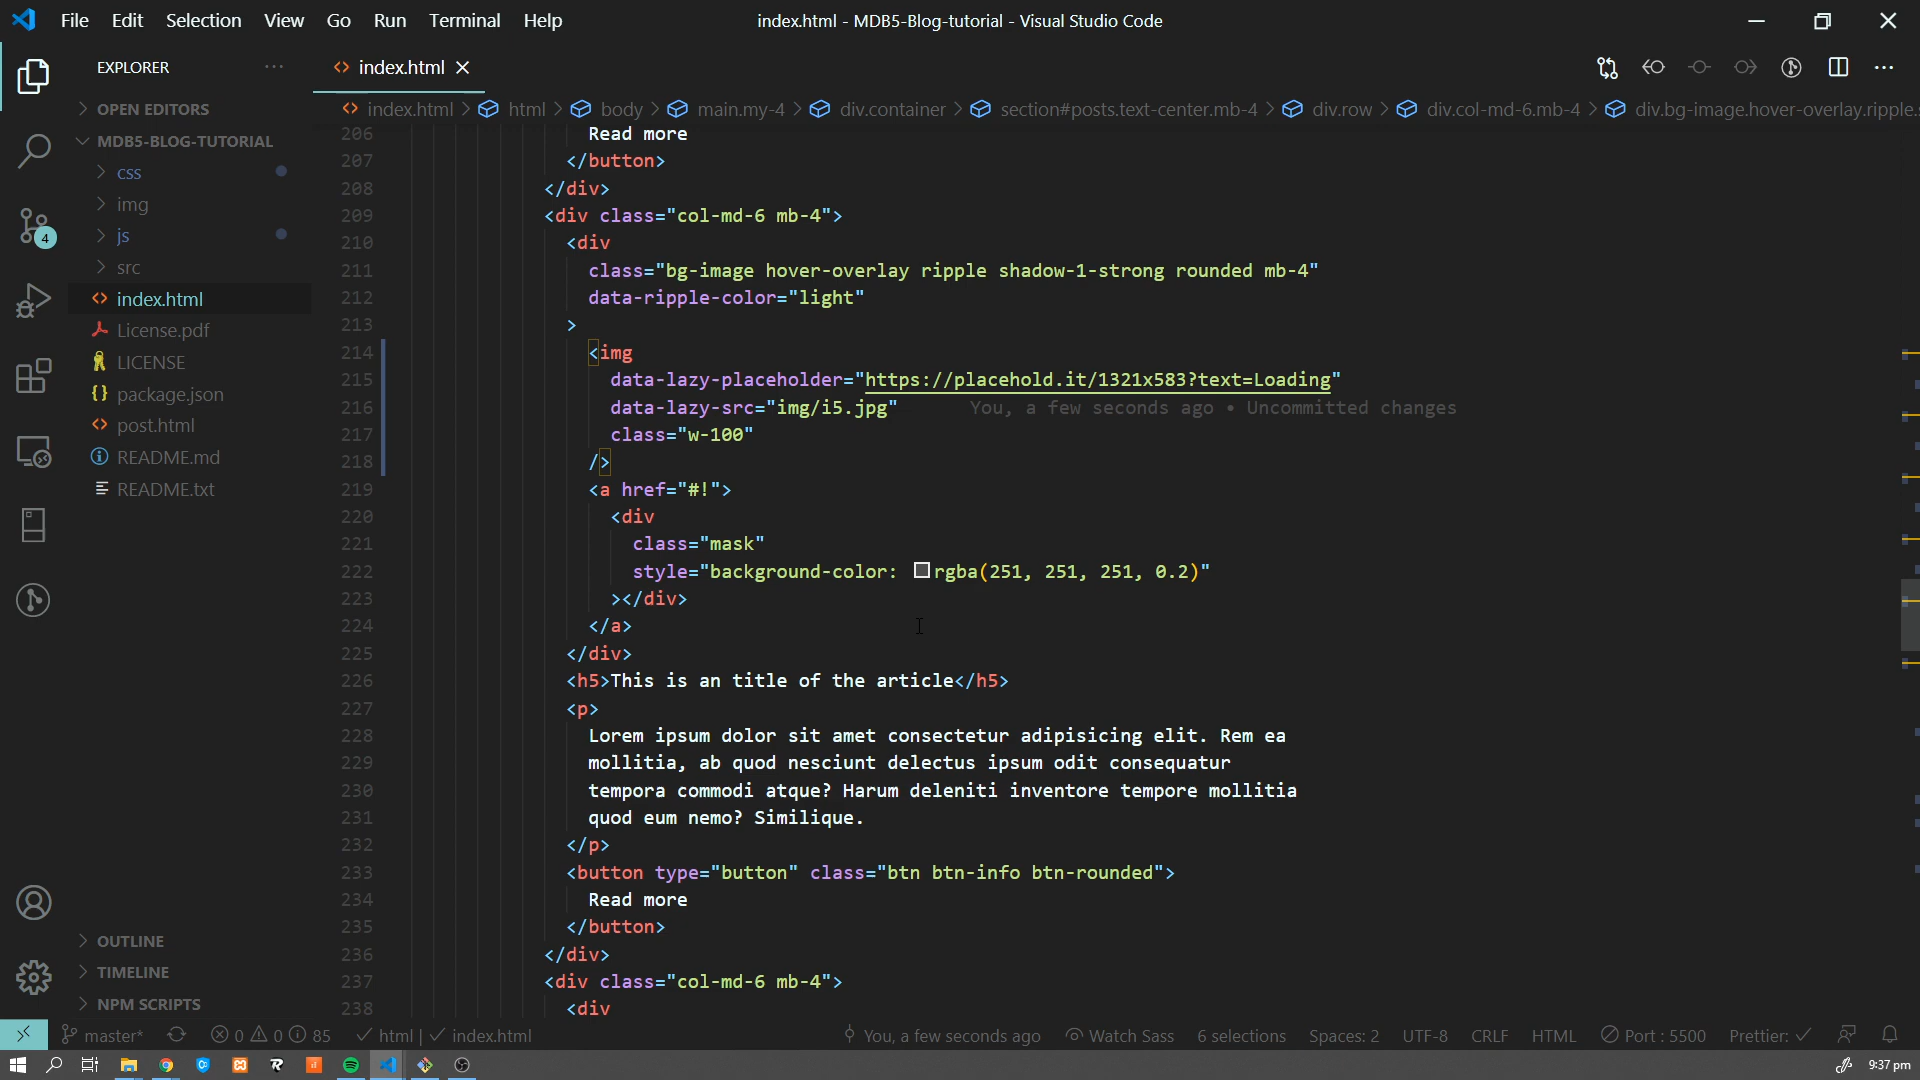 File Edit Selection View Go Run Terminal Help
index.html - MDB5-Blog-tutorial - Visual Studio Code
EXPLORER
index.html
OPEN EDITORS
index.html > html > body > main.my-4 > div.container > section#posts.text-center.mb-4 > div.row > div.col-md-6.mb-4 > div.bg-image.hover-overlay.ripple.s
MDB5-BLOG-TUTORIAL
css
img
js
src
index.html
License.pdf
LICENSE
package.json
post.html
README.md
README.txt
OUTLINE
TIMELINE
NPM SCRIPTS
4
206 Read more
207 </button>
208 </div>
209 <div class="col-md-6 mb-4">
210 <div
211 class="bg-image hover-overlay ripple shadow-1-strong rounded mb-4"
212 data-ripple-color="light"
213 >
214 <img
215 data-lazy-placeholder="https://placehold.it/1321x583?text=Loading"
216 data-lazy-src="img/i5.jpg" You, a few seconds ago • Uncommitted changes
217 class="w-100"
218 />
219 <a href="#!">
220 <div
221 class="mask"
222 style="background-color: rgba(251, 251, 251, 0.2)"
223 ></div>
224 </a>
225 </div>
226 <h5>This is an title of the article</h5>
227 <p>
228 Lorem ipsum dolor sit amet consectetur adipisicing elit. Rem ea
229 mollitia, ab quod nesciunt delectus ipsum odit consequatur
230 tempora commodi atque? Harum deleniti inventore tempore mollitia
231 quod eum nemo? Similique.
232 </p>
233 <button type="button" class="btn btn-info btn-rounded">
234 Read more
235 </button>
236 </div>
237 <div class="col-md-6 mb-4">
238 <div
master* 0 0 85 html | index.html You, a few seconds ago Watch Sass 6 selections Spaces: 2 UTF-8 CRLF HTML Port : 5500 Prettier:
9:37 pm